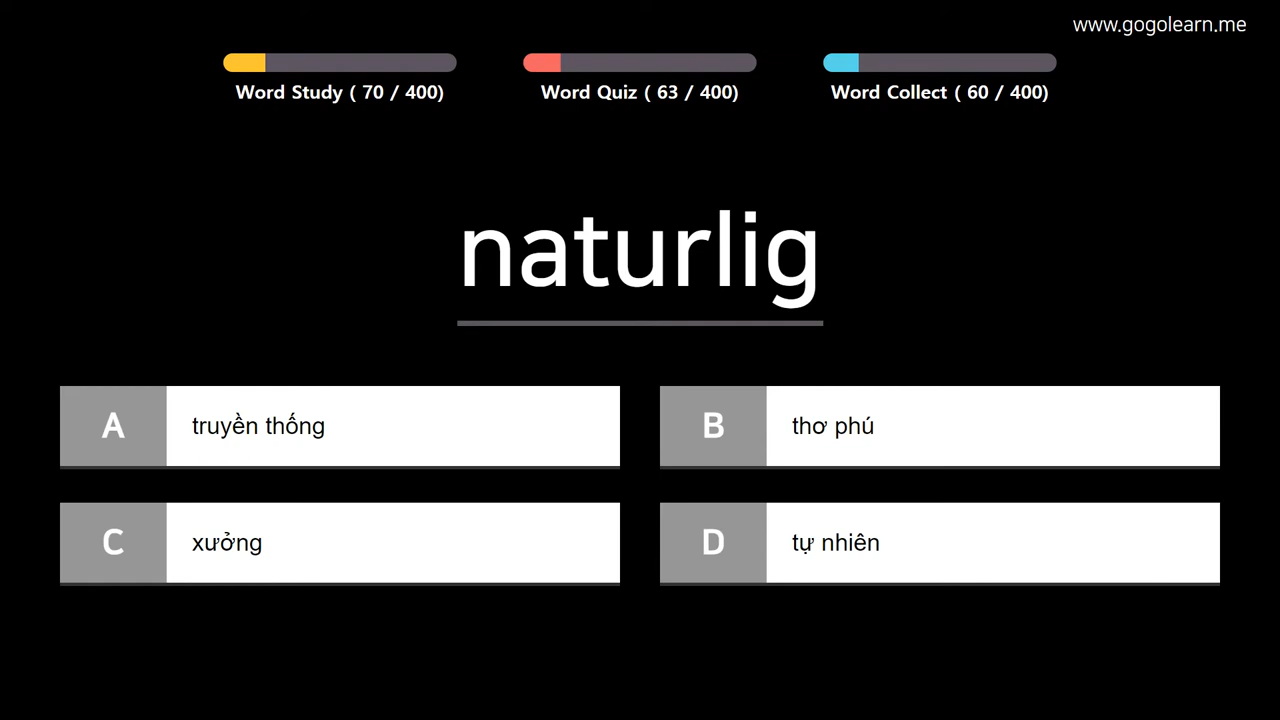 www.gogolearn.me
Word Study ( 70 / 400)
Word Quiz ( 63 / 400)
Word Collect ( 60 / 400)
naturlig
A truyền thống
B thơ phú
C xưởng
D tự nhiên